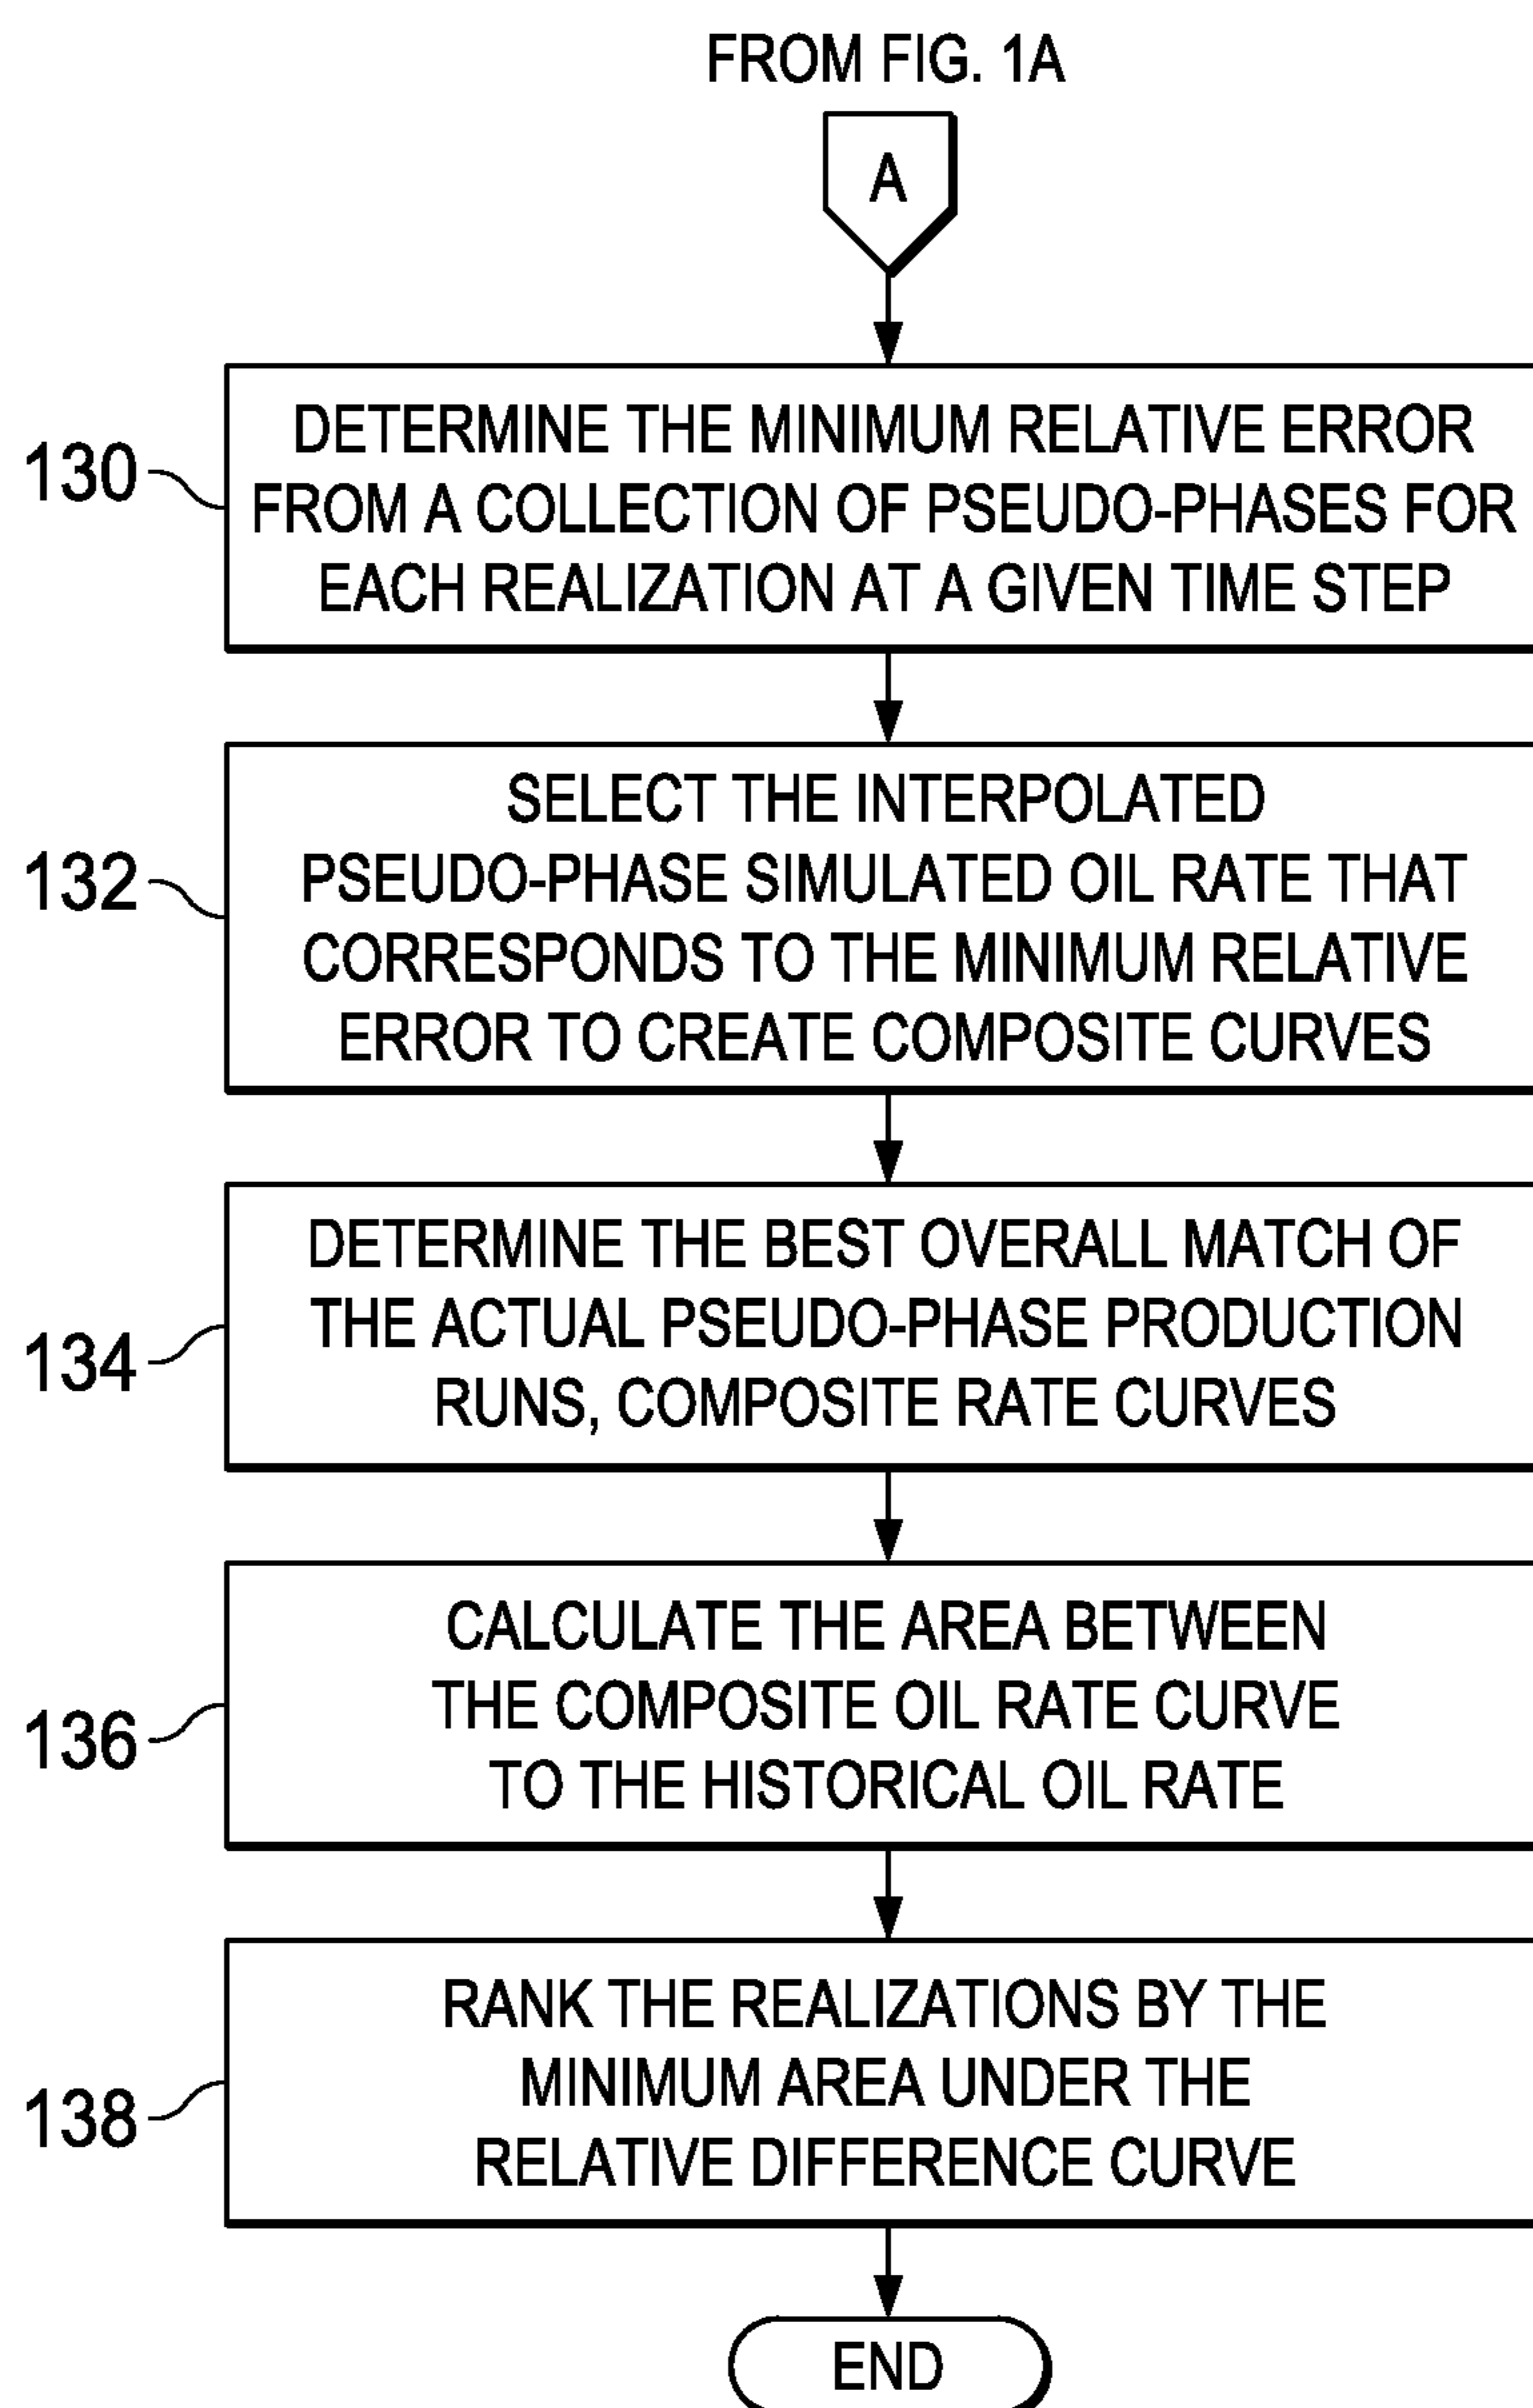 FROM FIG. 1A
A
130
DETERMINE THE MINIMUM RELATIVE ERROR
FROM A COLLECTION OF PSEUDO-PHASES FOR
EACH REALIZATION AT A GIVEN TIME STEP
132
SELECT THE INTERPOLATED
PSEUDO-PHASE SIMULATED OIL RATE THAT
CORRESPONDS TO THE MINIMUM RELATIVE
ERROR TO CREATE COMPOSITE CURVES
134
DETERMINE THE BEST OVERALL MATCH OF
THE ACTUAL PSEUDO-PHASE PRODUCTION
RUNS, COMPOSITE RATE CURVES
136
CALCULATE THE AREA BETWEEN
THE COMPOSITE OIL RATE CURVE
TO THE HISTORICAL OIL RATE
138
RANK THE REALIZATIONS BY THE
MINIMUM AREA UNDER THE
RELATIVE DIFFERENCE CURVE
END